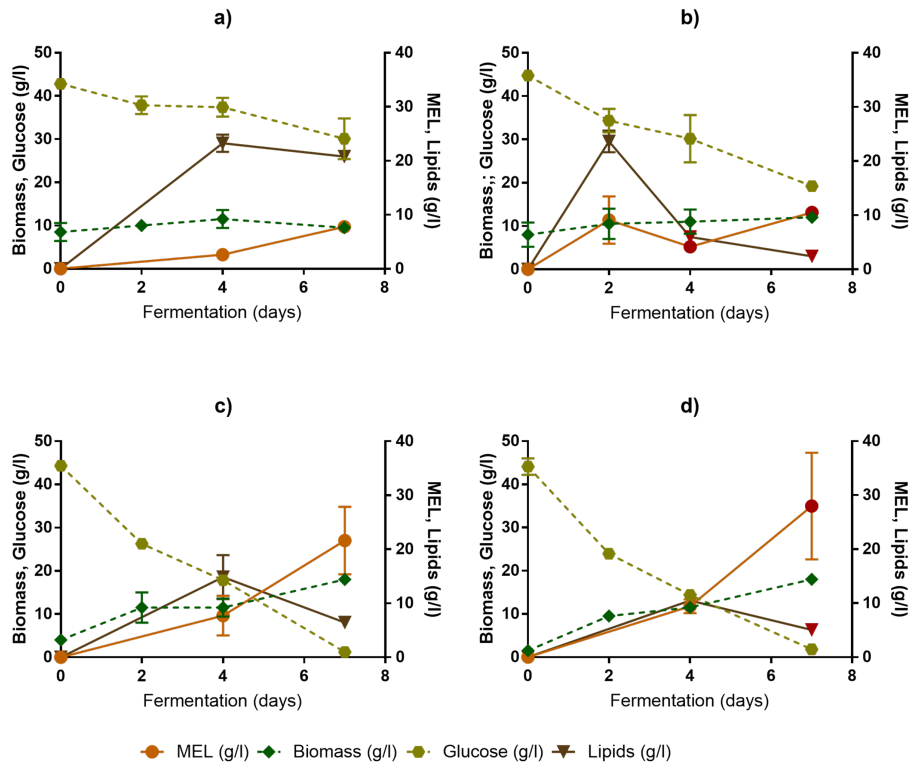 a)
50
40
30
20
10
0
Biomass, Glucose (g/l)
0 2 4 6 8
Fermentation (days)
40
30
20
10
0
MEL, Lipids (g/l)
b)
50
40
30
20
10
0
Biomass,; Glucose (g/l)
0 2 4 6 8
Fermentation (days)
40
30
20
10
0
MEL, Lipids (g/l)
c)
50
40
30
20
10
0
Biomass, Glucose (g/l)
0 2 4 6 8
Fermentation (days)
40
30
20
10
0
MEL, Lipids (g/l)
d)
50
40
30
20
10
0
Biomass, Glucose (g/l)
0 2 4 6 8
Fermentation (days)
40
30
20
10
0
MEL, Lipids (g/l)
MEL (g/l) Biomass (g/l) Glucose (g/l) Lipids (g/l)